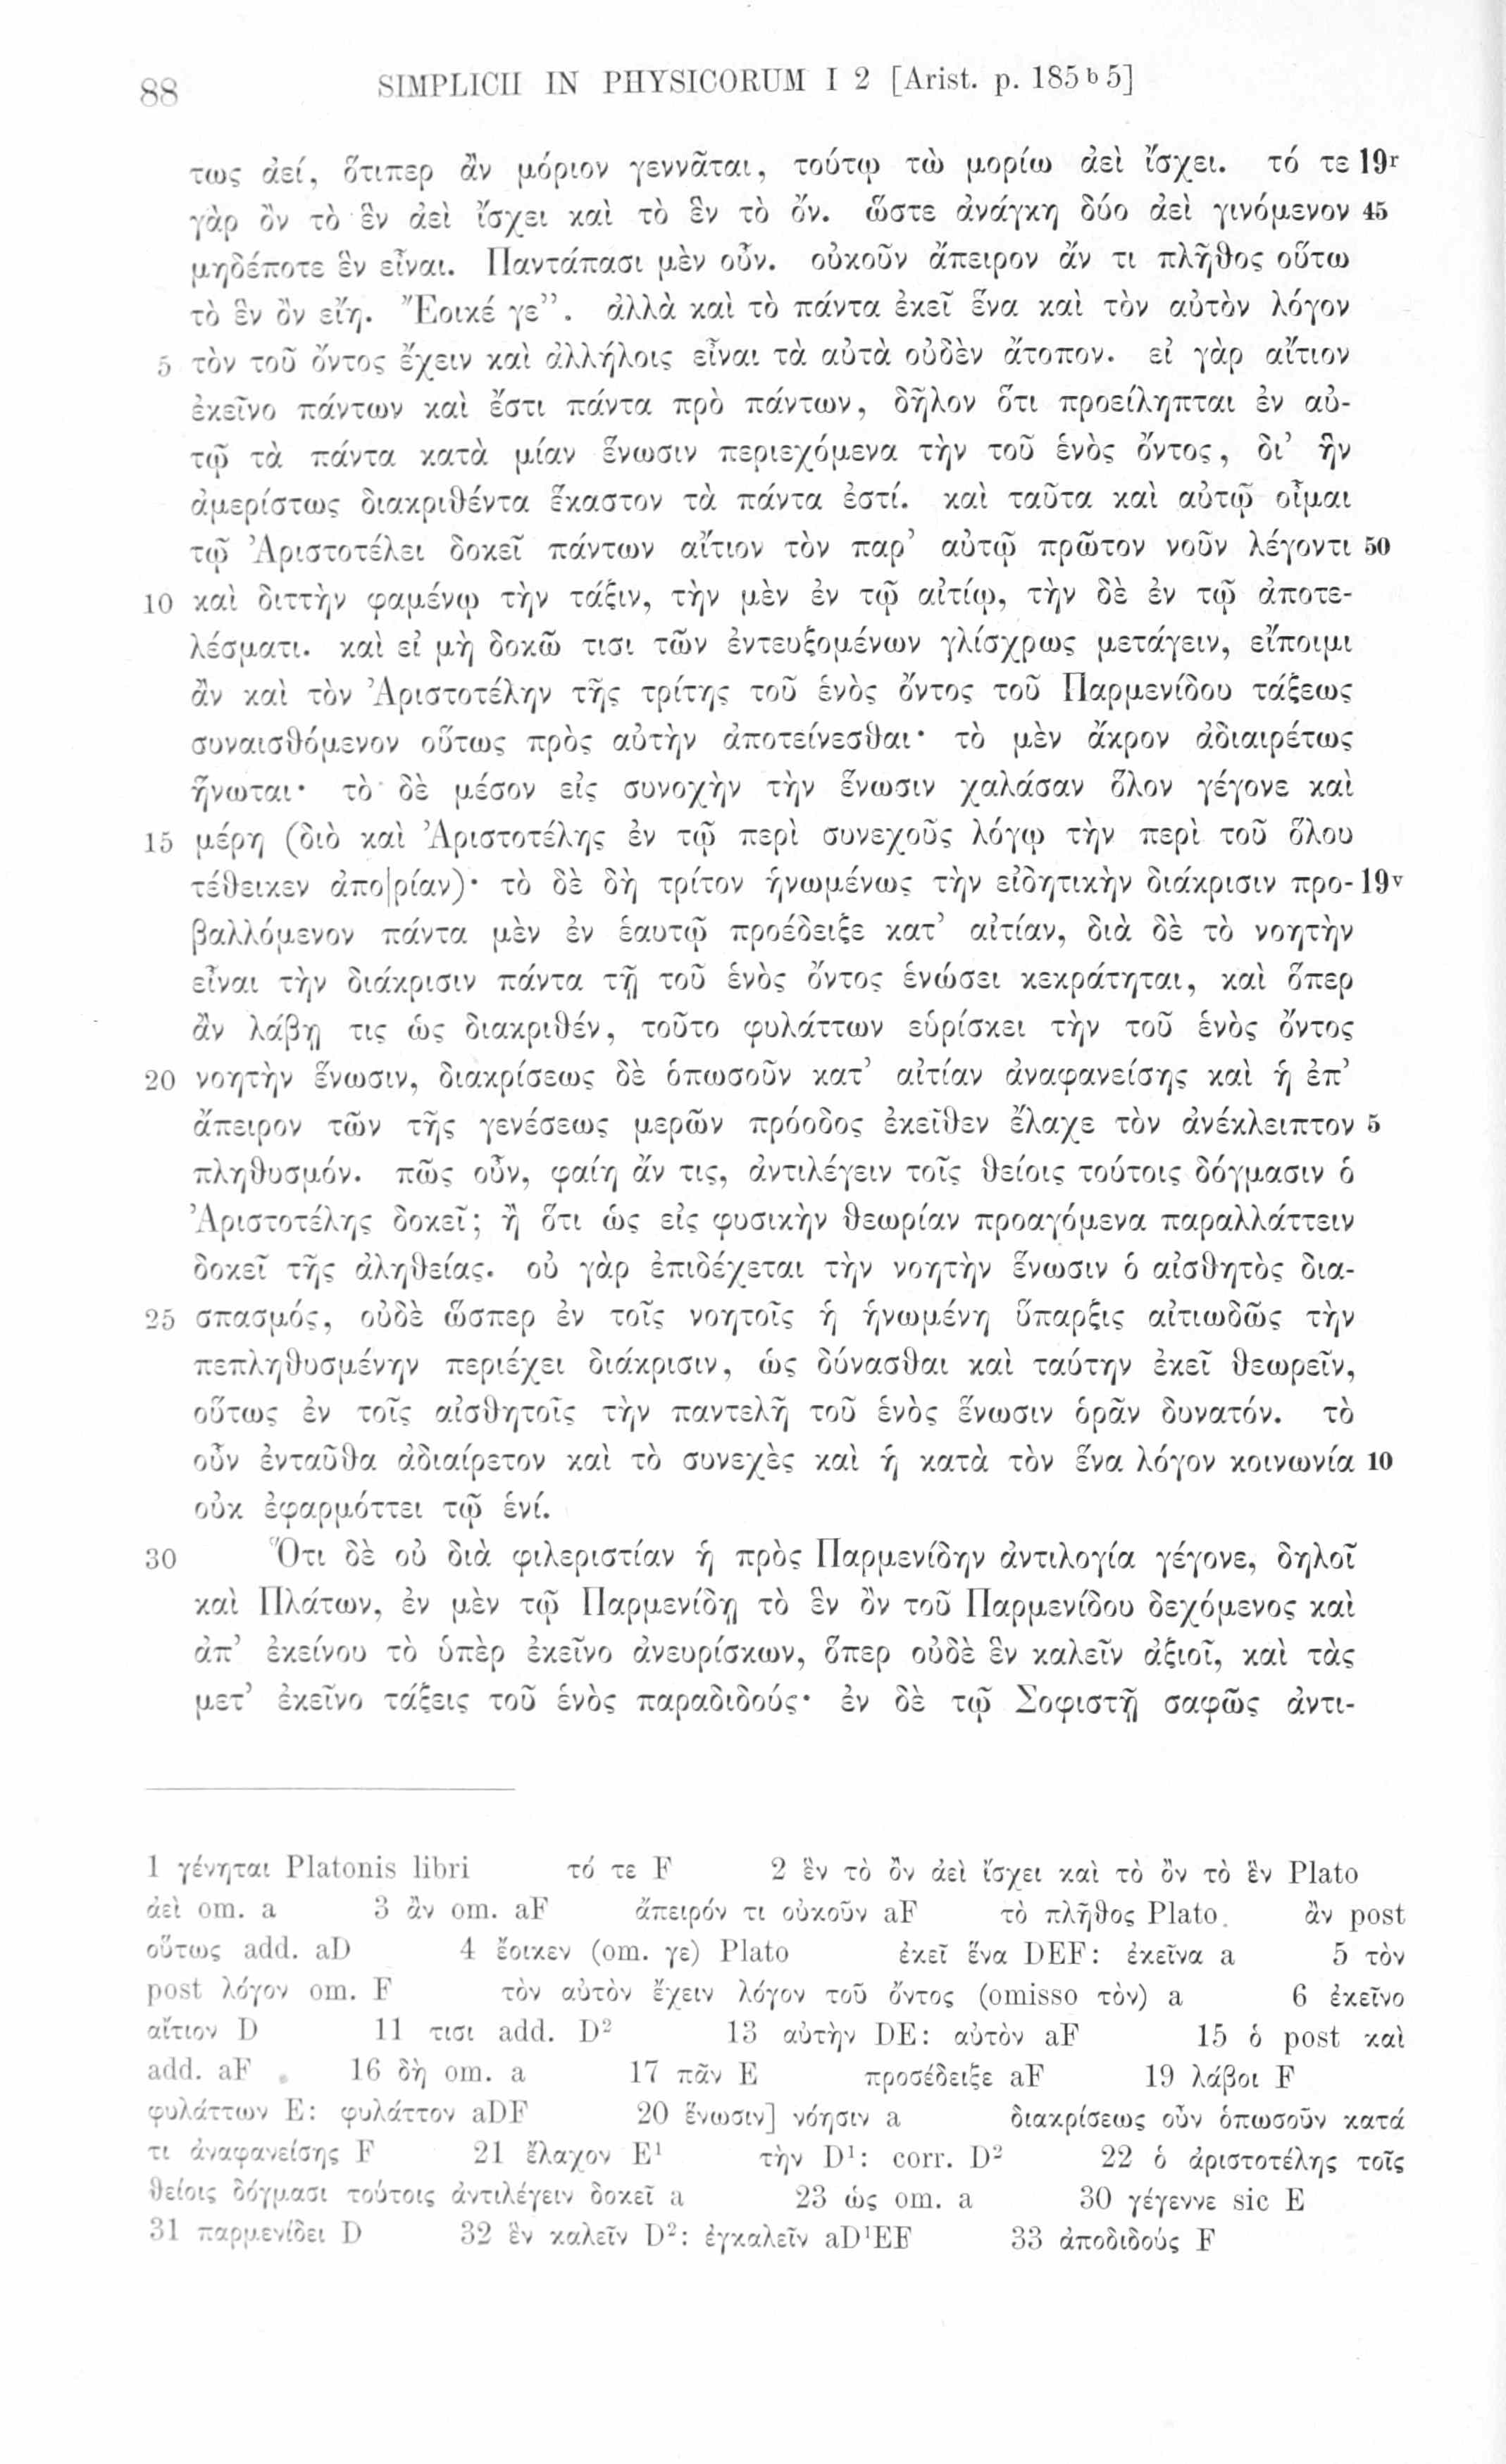 88 SIMPLICII IN PHYSICORUM I 2 [Arist. p. 185 b 5]
τως ἀεί, ὅτιπερ ἂν μόριον γεννᾶται, τούτω τὼ μορίω ἀεὶ ἴσχει. τό τε 19r
γὰρ ὂν τὸ ἓν ἀεὶ ἴσχει καὶ τὸ ἓν τὸ ὄν. ὥστε ἀνάγκη δύο ἀεὶ γινόμενον 45
μηδέποτε ἓν εἶναι. Παντάπασι μὲν οὖν. οὐκοῦν ἄπειρον ἄν τι πλῆθος οὕτω
τὸ ἓν ὂν εἴη. Ἔοικέ γε”. ἀλλὰ καὶ τὸ πάντα ἐκεῖ ἕνα καὶ τὸν αὐτὸν λόγον
5 τὸν τοῦ ὄντος ἔχειν καὶ ἀλλήλοις εἶναι τὰ αὐτὰ οὐδὲν ἄτοπον. εἰ γὰρ αἴτιον
ἐκεῖνο πάντων καὶ ἔστι πάντα πρὸ πάντων, δῆλον ὅτι προείληπται ἐν αὐ-
τῷ τὰ πάντα κατὰ μίαν ἕνωσιν περιεχόμενα τὴν τοῦ ἑνὸς ὄντος, δι’ ἣν
ἀμερίστως διακριθέντα ἕκαστον τὰ πάντα ἐστί. καὶ ταῦτα καὶ αὐτῷ οἶμαι
τῷ Ἀριστοτέλει δοκεῖ πάντων αἴτιον τὸν παρ’ αὐτῷ πρῶτον νοῦν λέγοντι 50
10 καὶ διττὴν φαμένῳ τὴν τάξιν, τὴν μὲν ἐν τῷ αἰτίῳ, τὴν δὲ ἐν τῷ ἀποτε-
λέσματι. καὶ εἰ μὴ δοκῶ τισι τῶν ἐντευξομένων γλίσχρως μετάγειν, εἴποιμι
ἂν καὶ τὸν Ἀριστοτέλην τῆς τρίτης τοῦ ἑνὸς ὄντος τοῦ Παρμενίδου τάξεως
συναισθόμενον οὕτως πρὸς αὐτὴν ἀποτείνεσθαι· τὸ μὲν ἄκρον ἀδιαιρέτως
ἥνωται· τὸ δὲ μέσον εἰς συνοχὴν τὴν ἕνωσιν χαλάσαν ὅλον γέγονε καὶ
15 μέρη (διὸ καὶ Ἀριστοτέλης ἐν τῷ περὶ συνεχοῦς λόγῳ τὴν περὶ τοῦ ὅλου
τέθεικεν ἀπο|ρίαν)· τὸ δὲ δὴ τρίτον ἡνωμένως τὴν εἰδητικὴν διάκρισιν προ- 19v
βαλλόμενον πάντα μὲν ἐν ἑαυτῷ προέδειξε κατ’ αἰτίαν, διὰ δὲ τὸ νοητὴν
εἶναι τὴν διάκρισιν πάντα τῇ τοῦ ἑνὸς ὄντος ἑνώσει κεκράτηται, καὶ ὅπερ
ἂν λάβῃ τις ὡς διακριθέν, τοῦτο φυλάττων εὑρίσκει τὴν τοῦ ἑνὸς ὄντος
20 νοητὴν ἕνωσιν, διακρίσεως δὲ ὁπωσοῦν κατ’ αἰτίαν ἀναφανείσης καὶ ἡ ἐπ’
ἄπειρον τῶν τῆς γενέσεως μερῶν πρόοδος ἐκεῖθεν ἔλαχε τὸν ἀνέκλειπτον 5
πληθυσμόν. πῶς οὖν, φαίη ἄν τις, ἀντιλέγειν τοῖς θείοις τούτοις δόγμασιν ὁ
Ἀριστοτέλης δοκεῖ; ἢ ὅτι ὡς εἰς φυσικὴν θεωρίαν προαγόμενα παραλλάττειν
δοκεῖ τῆς ἀληθείας. οὐ γὰρ ἐπιδέχεται τὴν νοητὴν ἕνωσιν ὁ αἰσθητὸς δια-
25 σπασμός, οὐδὲ ὥσπερ ἐν τοῖς νοητοῖς ἡ ἡνωμένη ὕπαρξις αἰτιωδῶς τὴν
πεπληθυσμένην περιέχει διάκρισιν, ὡς δύνασθαι καὶ ταύτην ἐκεῖ θεωρεῖν,
οὕτως ἐν τοῖς αἰσθητοῖς τὴν παντελῆ τοῦ ἑνὸς ἕνωσιν ὁρᾶν δυνατόν. τὸ
οὖν ἐνταῦθα ἀδιαίρετον καὶ τὸ συνεχὲς καὶ ἡ κατὰ τὸν ἕνα λόγον κοινωνία 10
οὐκ ἐφαρμόττει τῷ ἑνί.
30 Ὅτι δὲ οὐ διὰ φιλεριστίαν ἡ πρὸς Παρμενίδην ἀντιλογία γέγονε, δηλοῖ
καὶ Πλάτων, ἐν μὲν τῷ Παρμενίδῃ τὸ ἓν ὂν τοῦ Παρμενίδου δεχόμενος καὶ
ἀπ’ ἐκείνου τὸ ὑπὲρ ἐκεῖνο ἀνευρίσκων, ὅπερ οὐδὲ ἓν καλεῖν ἀξιοῖ, καὶ τὰς
μετ’ ἐκεῖνο τάξεις τοῦ ἑνὸς παραδιδούς· ἐν δὲ τῷ Σοφιστῇ σαφῶς ἀντι-
1 γένηται Platonis libri τό τε F 2 ἓν τὸ ὂν ἀεὶ ἴσχει καὶ τὸ ὂν τὸ ἓν Plato
ἀεὶ om. a 3 ἂν om. aF ἄπειρόν τι οὐκοῦν aF τὸ πλῆθος Plato. ἂν post
οὕτως add. aD 4 ἔοικεν (om. γε) Plato ἐκεῖ ἕνα DEF: ἐκεῖνα a 5 τὸν
post λόγον om. F τὸν αὐτὸν ἔχειν λόγον τοῦ ὄντος (omisso τὸν) a 6 ἐκεῖνο
αἴτιον D 11 τισι add. D² 13 αὐτὴν DE: αὐτὸν aF 15 ὁ post καὶ
add. aF 16 δὴ om. a 17 πᾶν E προσέδειξε aF 19 λάβοι F
φυλάττων E: φυλάττον aDF 20 ἕνωσιν] νόησιν a διακρίσεως οὖν ὁπωσοῦν κατά
τι ἀναφανείσης F 21 ἔλαχον E¹ τὴν D¹: corr. D² 22 ὁ ἀριστοτέλης τοῖς
θείοις δόγμασι τούτοις ἀντιλέγειν δοκεῖ a 23 ὡς om. a 30 γέγεννε sic E
31 παρμενίδει D 32 ἓν καλεῖν D²: ἐγκαλεῖν aD¹EF 33 ἀποδιδούς F